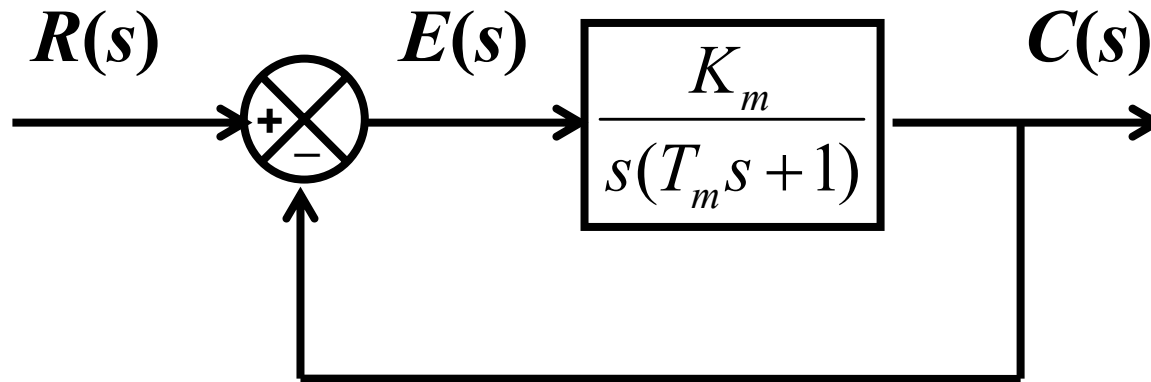 R(s) E(s) C(s)
+
K_m
s(T_m s + 1)
−